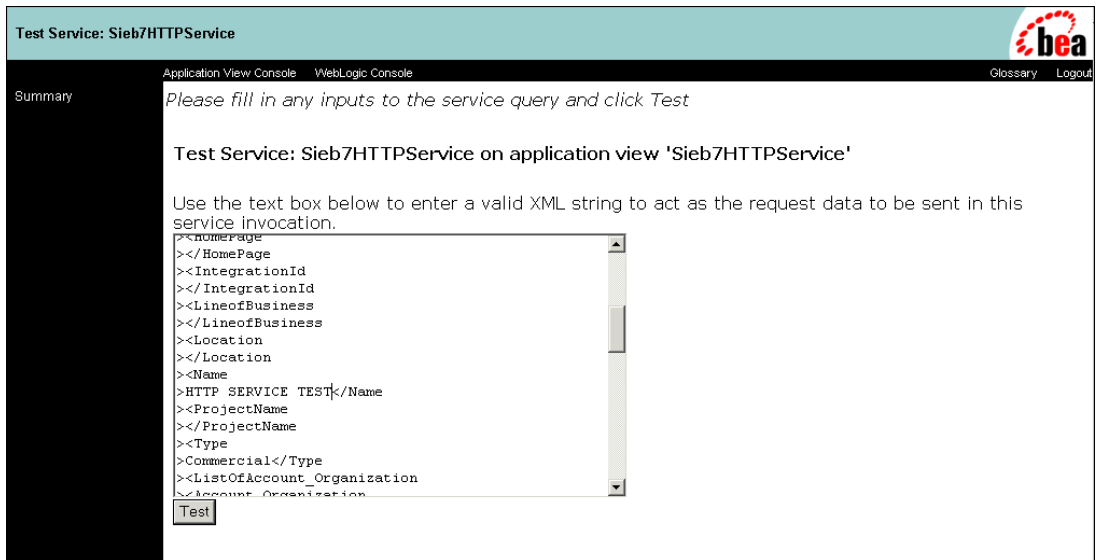 Test Service: Sieb7HTTPService
bea
Application View Console WebLogic Console Glossary Logout
Summary
Please fill in any inputs to the service query and click Test
Test Service: Sieb7HTTPService on application view 'Sieb7HTTPService'
Use the text box below to enter a valid XML string to act as the request data to be sent in this
service invocation.
><HomePage
></HomePage
><IntegrationId
></IntegrationId
><LineofBusiness
></LineofBusiness
><Location
></Location
><Name
>HTTP SERVICE TEST</Name
><ProjectName
></ProjectName
><Type
>Commercial</Type
><ListOfAccount_Organization
><Account_Organization
Test